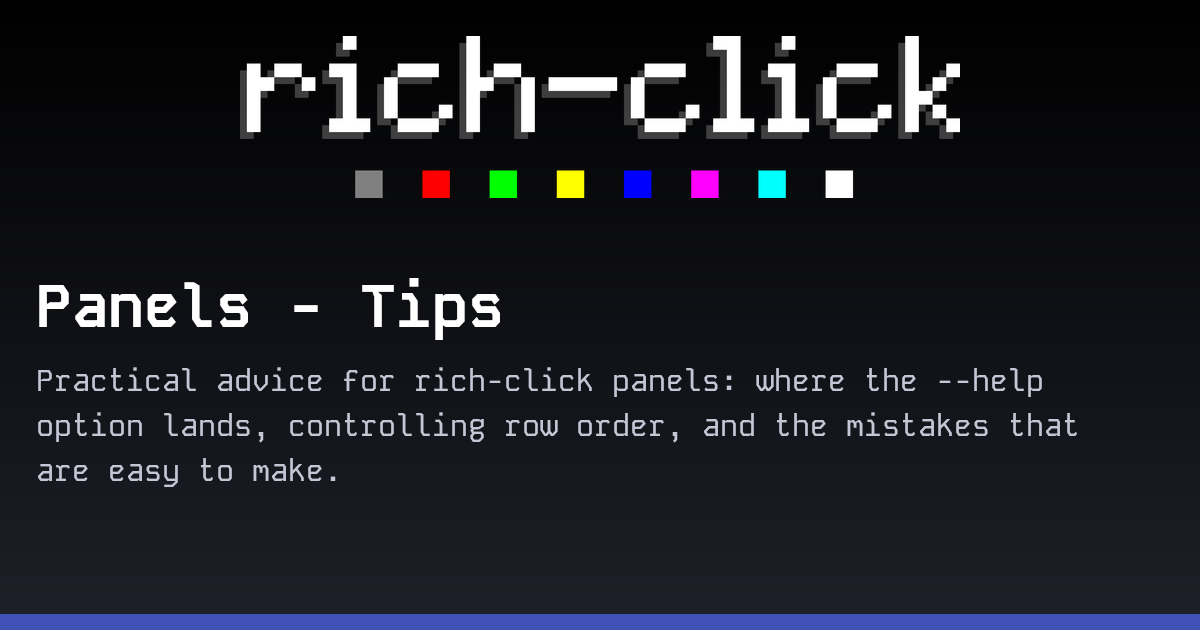 rich-click
Panels - Tips
Practical advice for rich-click panels: where the --help
option lands, controlling row order, and the mistakes that
are easy to make.